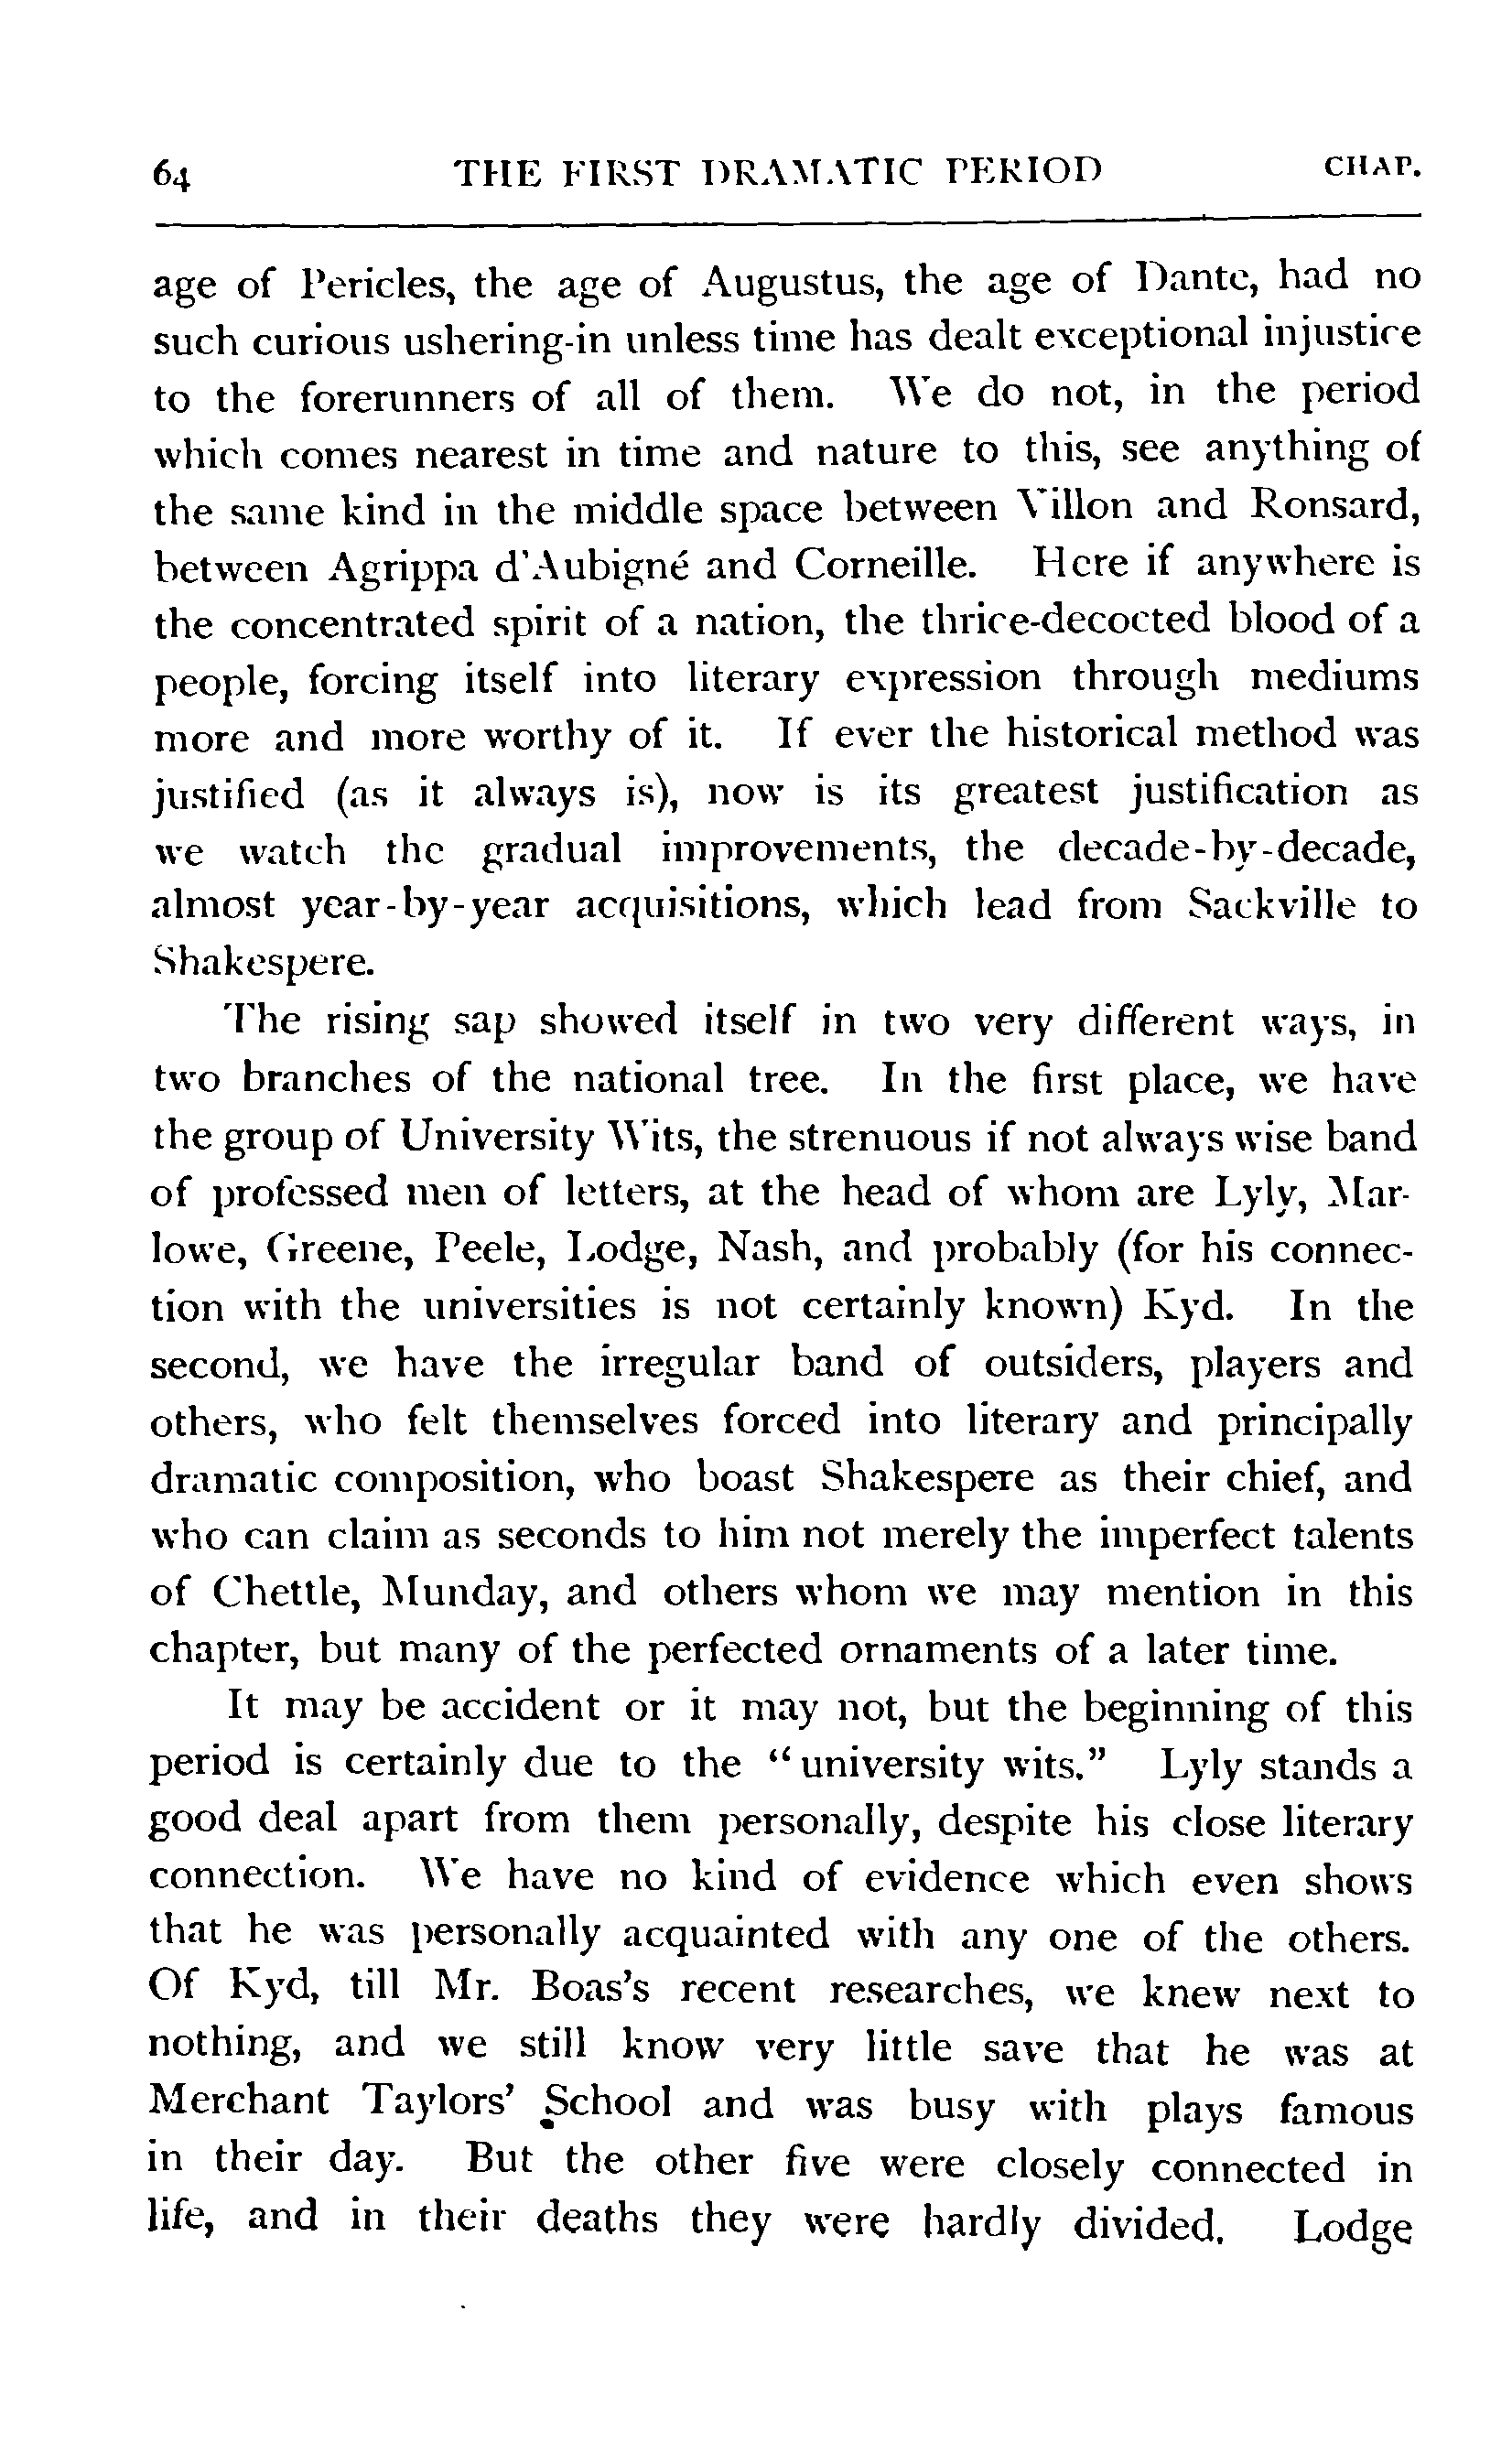 64 THE FIRST DRAMATIC PERIOD CHAP.
age of Pericles, the age of Augustus, the age of Dante, had no
such curious ushering-in unless time has dealt exceptional injustice
to the forerunners of all of them. We do not, in the period
which comes nearest in time and nature to this, see anything of
the same kind in the middle space between Villon and Ronsard,
between Agrippa d'Aubigné and Corneille. Here if anywhere is
the concentrated spirit of a nation, the thrice-decocted blood of a
people, forcing itself into literary expression through mediums
more and more worthy of it. If ever the historical method was
justified (as it always is), now is its greatest justification as
we watch the gradual improvements, the decade-by-decade,
almost year-by-year acquisitions, which lead from Sackville to
Shakespere.
The rising sap showed itself in two very different ways, in
two branches of the national tree. In the first place, we have
the group of University Wits, the strenuous if not always wise band
of professed men of letters, at the head of whom are Lyly, Mar-
lowe, Greene, Peele, Lodge, Nash, and probably (for his connec-
tion with the universities is not certainly known) Kyd. In the
second, we have the irregular band of outsiders, players and
others, who felt themselves forced into literary and principally
dramatic composition, who boast Shakespere as their chief, and
who can claim as seconds to him not merely the imperfect talents
of Chettle, Munday, and others whom we may mention in this
chapter, but many of the perfected ornaments of a later time.
It may be accident or it may not, but the beginning of this
period is certainly due to the "university wits." Lyly stands a
good deal apart from them personally, despite his close literary
connection. We have no kind of evidence which even shows
that he was personally acquainted with any one of the others.
Of Kyd, till Mr. Boas's recent researches, we knew next to
nothing, and we still know very little save that he was at
Merchant Taylors' School and was busy with plays famous
in their day. But the other five were closely connected in
life, and in their deaths they were hardly divided. Lodge